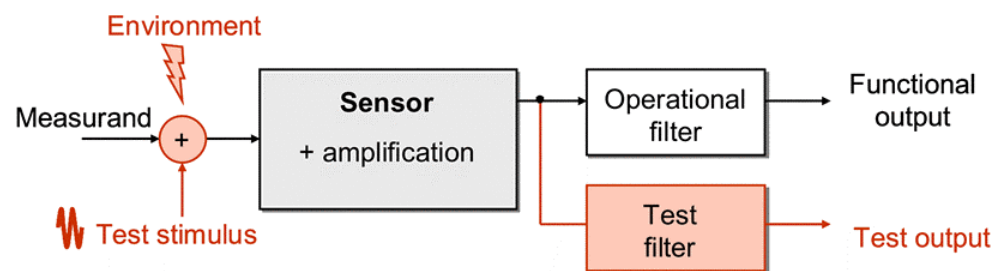 Environment
Measurand
+
Sensor
+ amplification
Operational
filter
Functional
output
Test stimulus
Test
filter
Test output